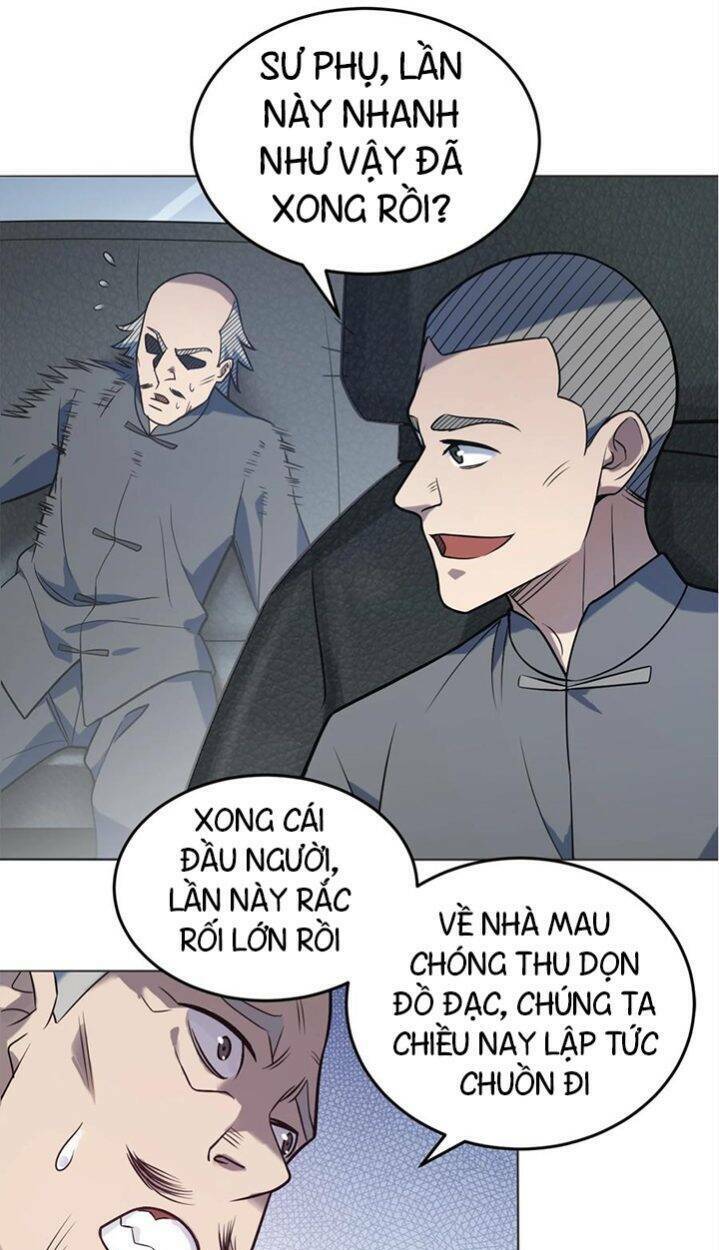 SƯ PHỤ, LẦN
NÀY NHANH
NHƯ VẬY ĐÃ
XONG RỒI?
XONG CÁI
ĐẦU NGƯƠI,
LẦN NÀY RẮC
RỐI LỚN RỒI
VỀ NHÀ MAU
CHÓNG THU DỌN
ĐỒ ĐẠC, CHÚNG TA
CHIỀU NAY LẬP TỨC
CHUỒN ĐI